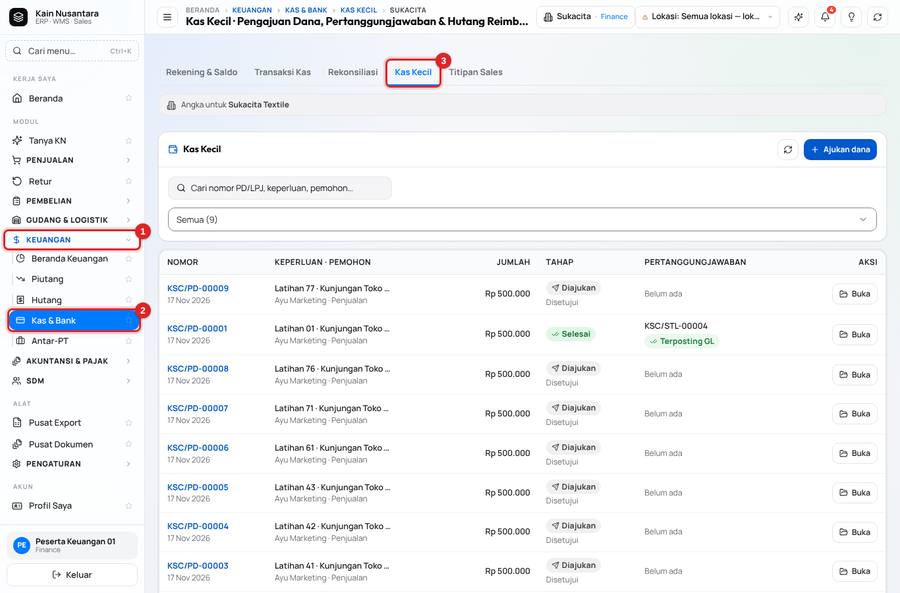 Kain Nusantara
ERP · WMS · Sales
Cari menu...
Ctrl+K
KERJA SAYA
Beranda
MODUL
Tanya KN
PENJUALAN
Retur
PEMBELIAN
GUDANG & LOGISTIK
KEUANGAN
1
Beranda Keuangan
Piutang
Hutang
2
Kas & Bank
Antar-PT
AKUNTANSI & PAJAK
SDM
ALAT
Pusat Export
Pusat Dokumen
PENGATURAN
AKUN
Profil Saya
PE
Peserta Keuangan 01
Finance
Keluar
BERANDA › KEUANGAN › KAS & BANK › KAS KECIL › SUKACITA
Kas Kecil · Pengajuan Dana, Pertanggungjawaban & Hutang Reimb...
Sukacita · Finance
Lokasi: Semua lokasi — lok...
4
Rekening & Saldo
Transaksi Kas
Rekonsiliasi
Kas Kecil
3
Titipan Sales
Angka untuk Sukacita Textile
Kas Kecil
+ Ajukan dana
Cari nomor PD/LPJ, keperluan, pemohon...
Semua (9)
NOMOR KEPERLUAN · PEMOHON JUMLAH TAHAP PERTANGGUNGJAWABAN AKSI
KSC/PD-00009 Latihan 77 · Kunjungan Toko ... Rp 500.000 Diajukan Belum ada Buka
17 Nov 2026 Ayu Marketing · Penjualan Disetujui
KSC/PD-00001 Latihan 01 · Kunjungan Toko ... Rp 500.000 Selesai KSC/STL-00004 Buka
17 Nov 2026 Ayu Marketing · Penjualan Terposting GL
KSC/PD-00008 Latihan 76 · Kunjungan Toko ... Rp 500.000 Diajukan Belum ada Buka
17 Nov 2026 Ayu Marketing · Penjualan Disetujui
KSC/PD-00007 Latihan 71 · Kunjungan Toko ... Rp 500.000 Diajukan Belum ada Buka
17 Nov 2026 Ayu Marketing · Penjualan Disetujui
KSC/PD-00006 Latihan 61 · Kunjungan Toko ... Rp 500.000 Diajukan Belum ada Buka
17 Nov 2026 Ayu Marketing · Penjualan Disetujui
KSC/PD-00005 Latihan 43 · Kunjungan Toko ... Rp 500.000 Diajukan Belum ada Buka
17 Nov 2026 Ayu Marketing · Penjualan Disetujui
KSC/PD-00004 Latihan 42 · Kunjungan Toko ... Rp 500.000 Diajukan Belum ada Buka
17 Nov 2026 Ayu Marketing · Penjualan Disetujui
KSC/PD-00003 Latihan 41 · Kunjungan Toko ... Rp 500.000 Diajukan Belum ada Buka
17 Nov 2026 Ayu Marketing · Penjualan Disetujui